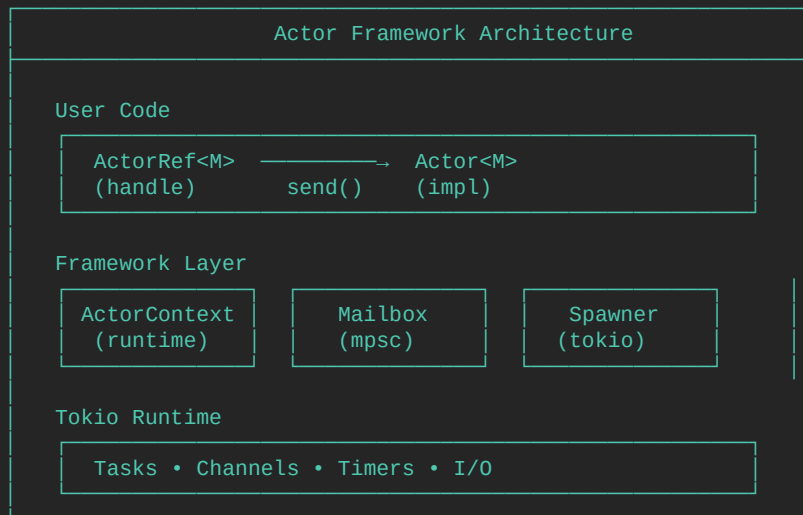 Actor Framework Architecture
User Code
ActorRef<M> ─────────→ Actor<M>
(handle) send() (impl)
Framework Layer
ActorContext Mailbox Spawner
(runtime) (mpsc) (tokio)
Tokio Runtime
Tasks • Channels • Timers • I/O